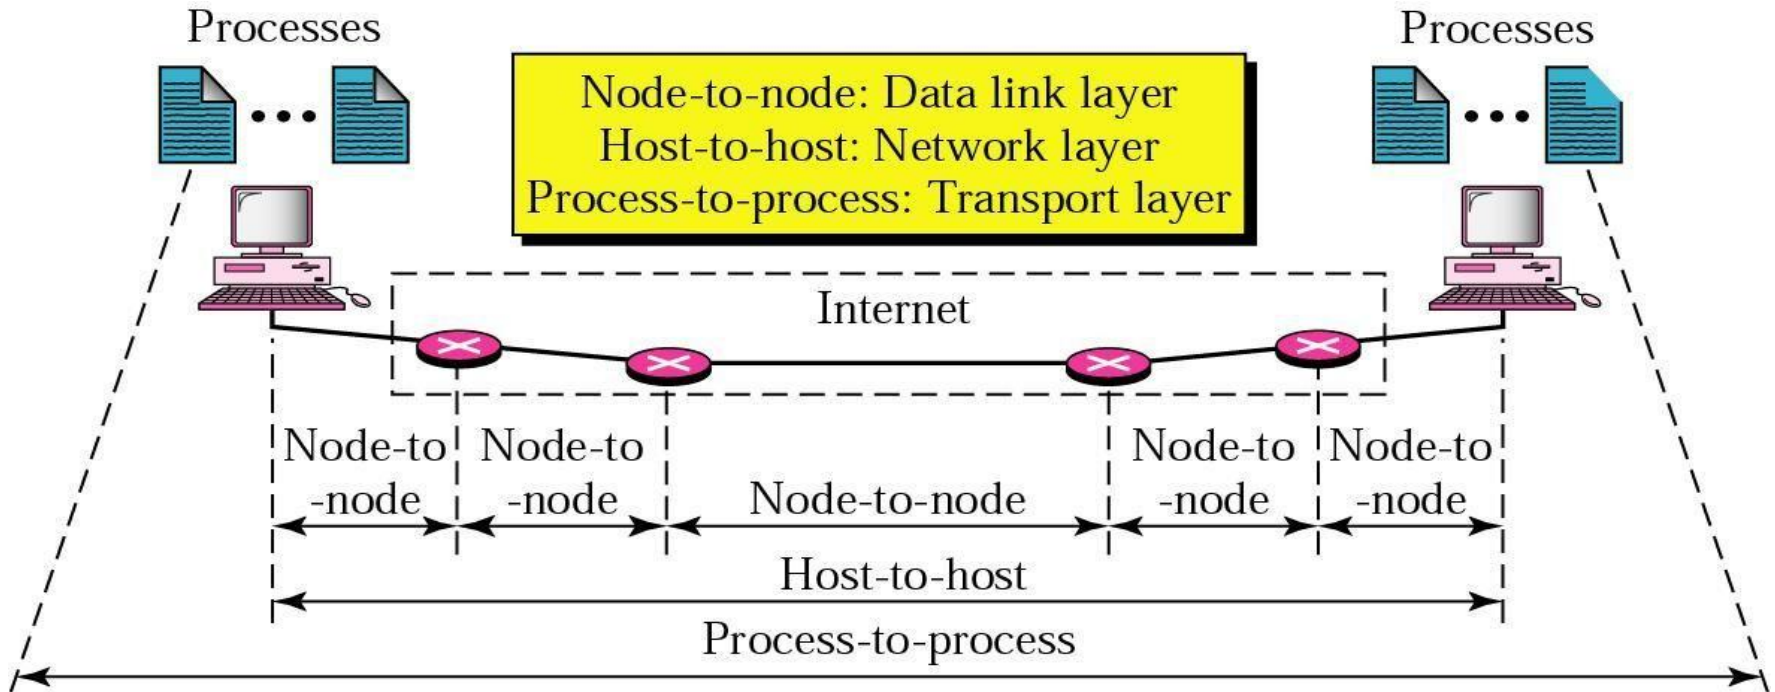 Processes
Processes
Node-to-node: Data link layer
Host-to-host: Network layer
Process-to-process: Transport layer
Internet
Node-to
-node
Node-to
-node
Node-to-node
Node-to
-node
Node-to
-node
Host-to-host
Process-to-process